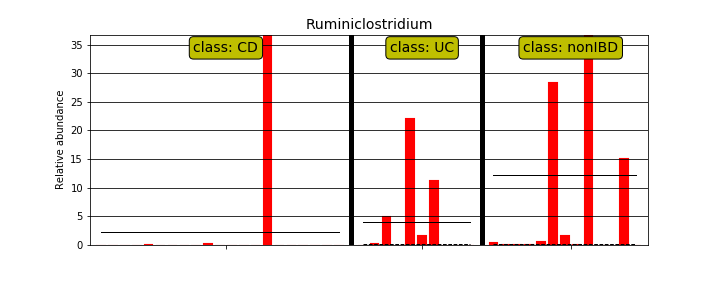 Ruminiclostridium
class: CD
class: UC
class: nonIBD
Relative abundance
35
30
25
20
15
10
5
0